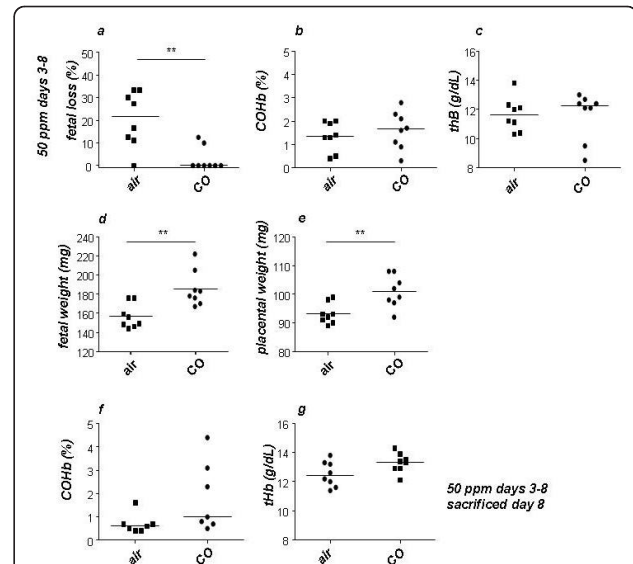 a
b
c
50 ppm days 3-8
fetal loss (%)
50
40
30
20
10
0
**
air
CO
COHb (%)
5
4
3
2
1
0
air
CO
thB (g/dL)
16
14
12
10
8
air
CO
d
e
fetal weight (mg)
240
220
200
180
160
140
120
**
air
CO
placental weight (mg)
120
110
100
90
80
**
air
CO
f
g
COHb (%)
5
4
3
2
1
0
air
CO
tHb (g/dL)
16
14
12
10
8
air
CO
50 ppm days 3-8
sacrificed day 8